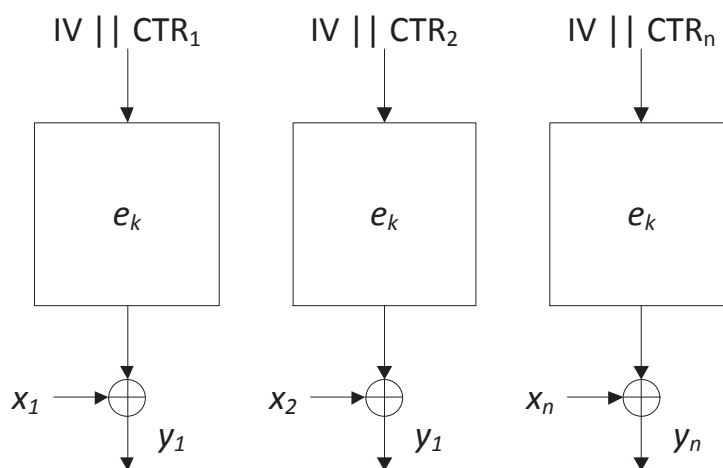 IV || CTR₁ IV || CTR₂ IV || CTRₙ
eₖ eₖ eₖ
x₁ x₂ xₙ
y₁ y₁ yₙ